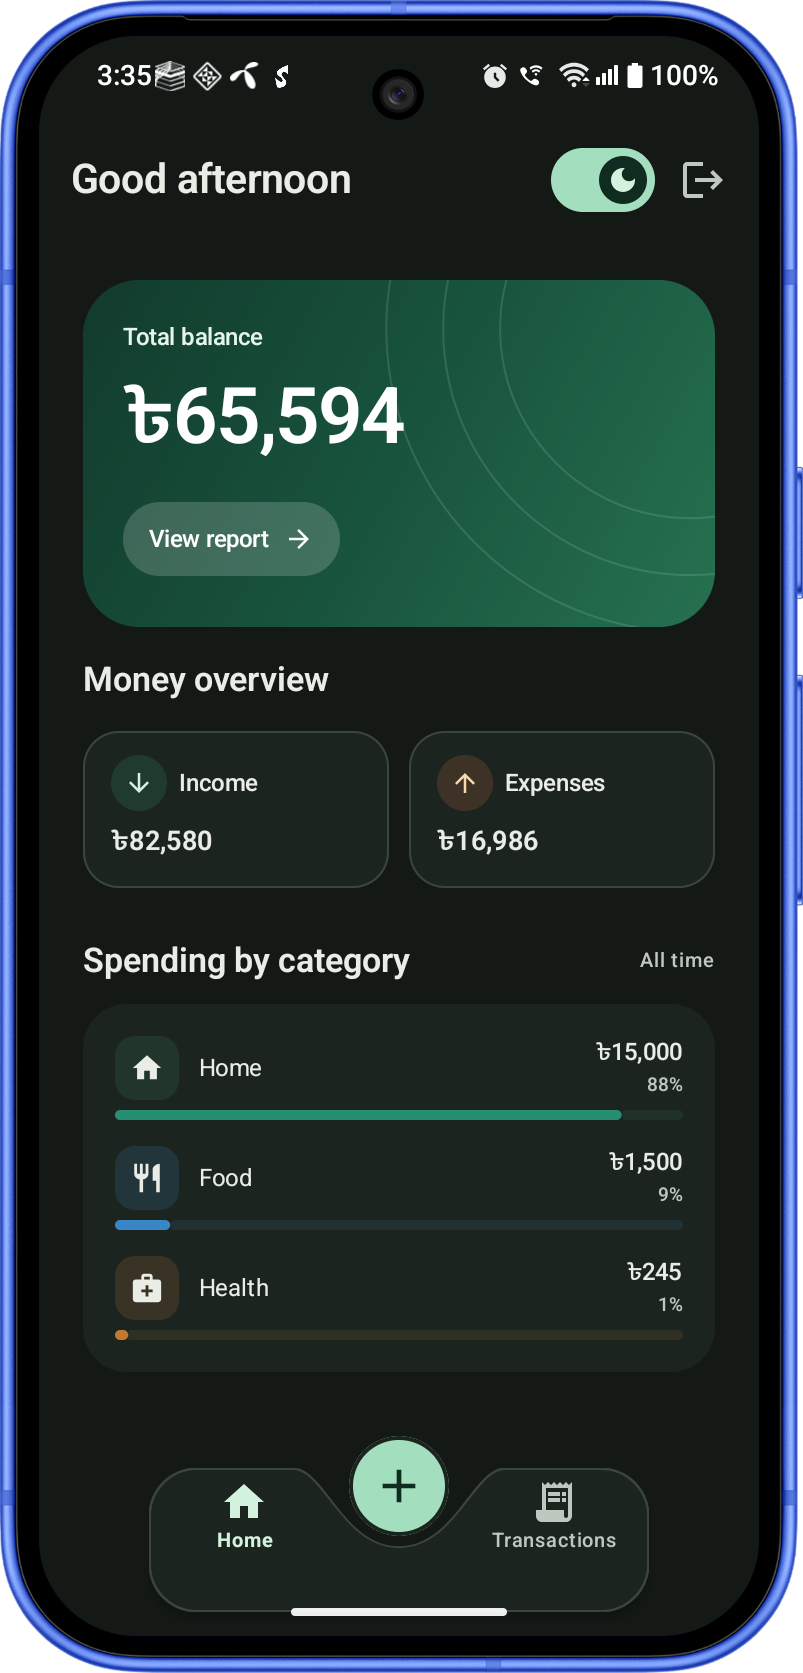 3:35 100%
Good afternoon
Total balance
৳65,594
View report
Money overview
Income
৳82,580
Expenses
৳16,986
Spending by category All time
Home ৳15,000
88%
Food ৳1,500
9%
Health ৳245
1%
Home
Transactions